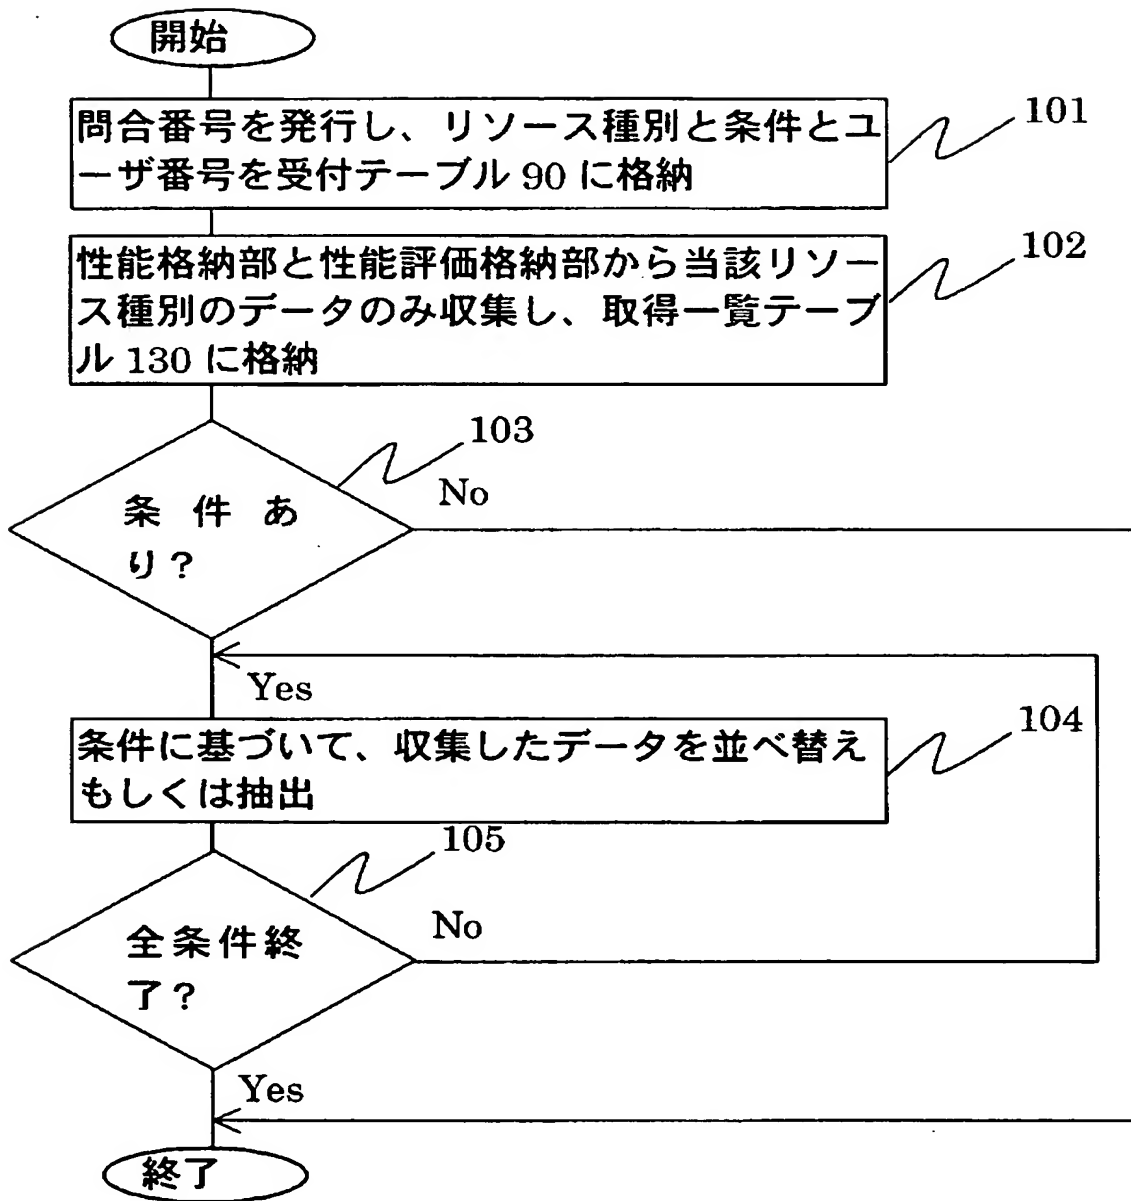 開始
問合番号を発行し、リソース種別と条件とユ
ーザ番号を受付テーブル 90 に格納
101
性能格納部と性能評価格納部から当該リソー
ス種別のデータのみ収集し、取得一覧テーブ
ル 130 に格納
102
103
条件あ
り?
No
Yes
条件に基づいて、収集したデータを並べ替え
もしくは抽出
104
105
全条件終
了?
No
Yes
終了